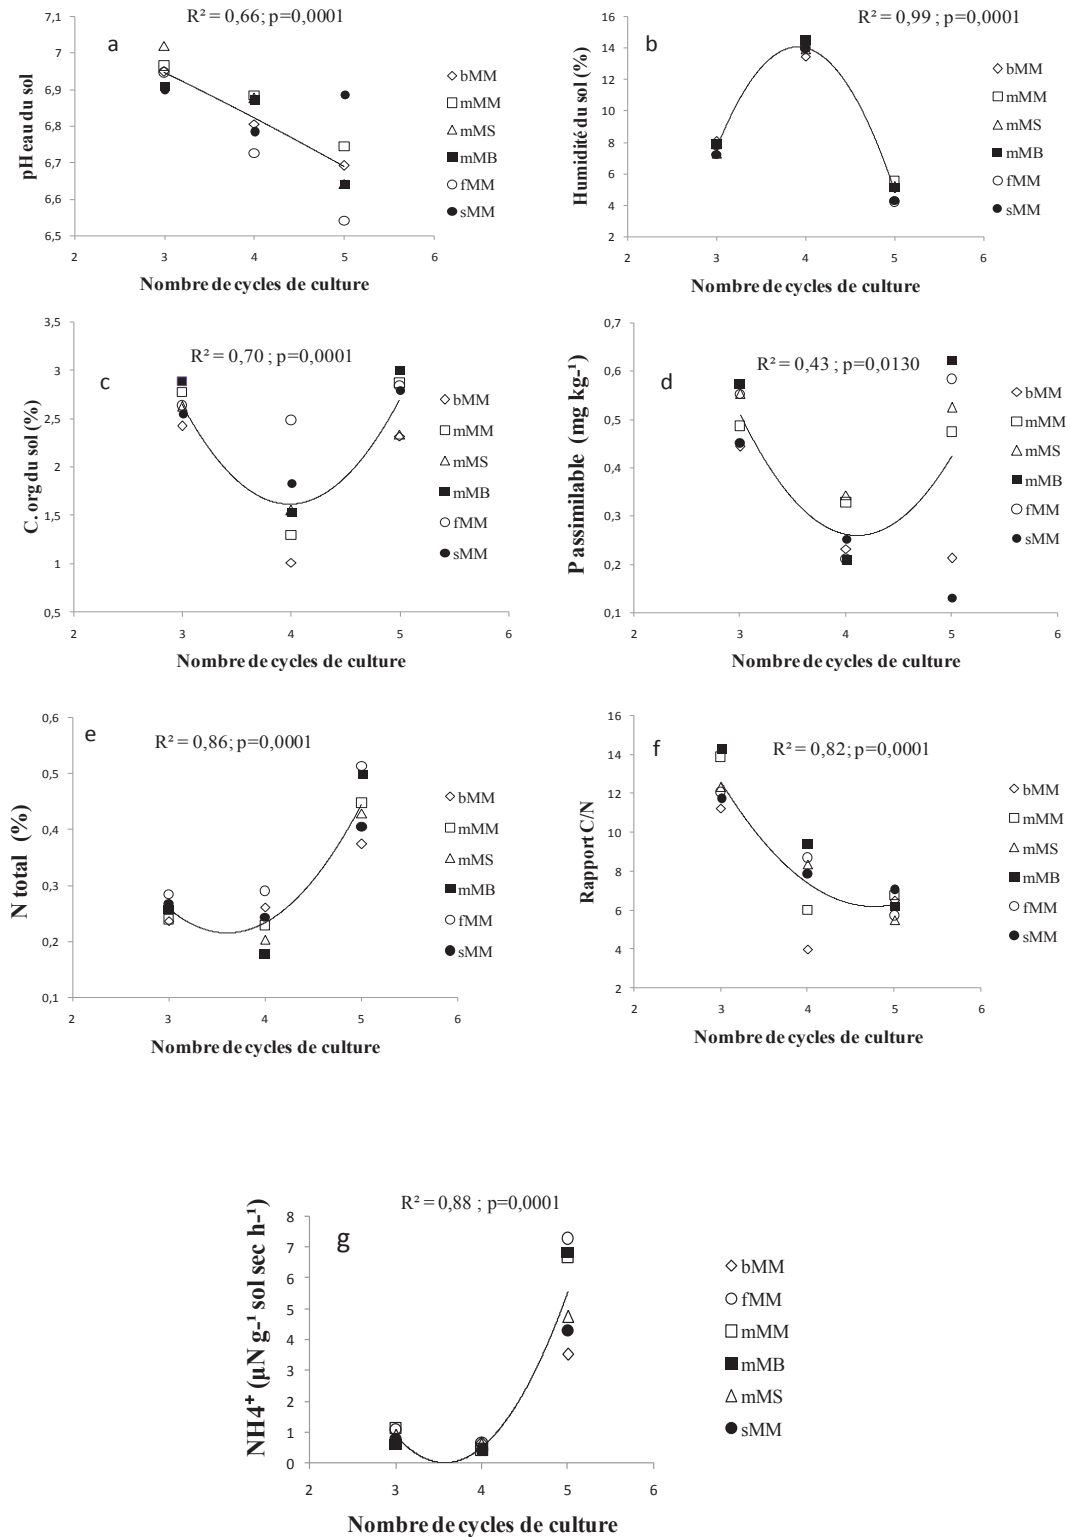 R² = 0,66; p=0,0001
a
pH eau du sol
7,1
7
6,9
6,8
6,7
6,6
6,5
2
3
4
5
6
Nombre de cycles de culture
bMM
mMM
mMS
mMB
fMM
sMM
R² = 0,99 ; p=0,0001
b
Humidité du sol (%)
16
14
12
10
8
6
4
2
2
3
4
5
6
Nombre de cycles de culture
bMM
mMM
mMS
mMB
fMM
sMM
R² = 0,70 ; p=0,0001
c
C. org du sol (%)
3,5
3
2,5
2
1,5
1
0,5
2
3
4
5
6
Nombre de cycles de culture
bMM
mMM
mMS
mMB
fMM
sMM
R² = 0,43 ; p=0,0130
d
P assimilable (mg kg-¹)
0,7
0,6
0,5
0,4
0,3
0,2
0,1
2
3
4
5
6
Nombre de cycles de culture
bMM
mMM
mMS
mMB
fMM
sMM
R² = 0,86; p=0,0001
e
N total (%)
0,6
0,5
0,4
0,3
0,2
0,1
2
3
4
5
6
Nombre de cycles de culture
bMM
mMM
mMS
mMB
fMM
sMM
R² = 0,82; p=0,0001
f
Rapport C/N
16
14
12
10
8
6
4
2
2
3
4
5
6
Nombre de cycles de culture
bMM
mMM
mMS
mMB
fMM
sMM
R² = 0,88 ; p=0,0001
g
NH4⁺ (µN g-¹ sol sec h-¹)
8
7
6
5
4
3
2
1
0
2
3
4
5
6
Nombre de cycles de culture
bMM
fMM
mMM
mMB
mMS
sMM